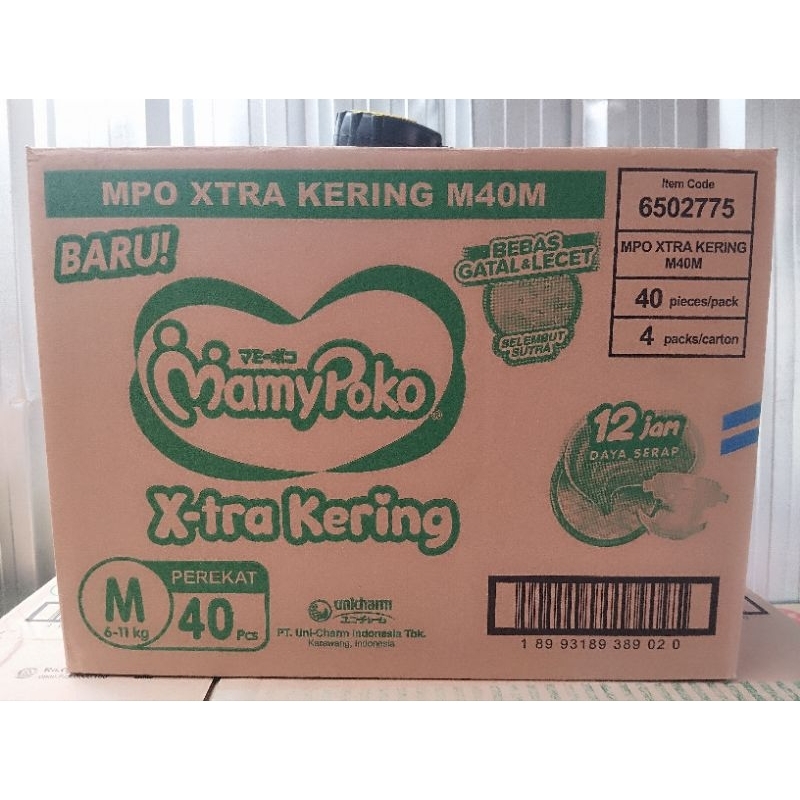 MPO XTRA KERING M40M
Item Code
6502775
MPO XTRA KERING
M40M
40 pieces/pack
4 packs/carton
BARU!
BEBAS
GATAL & LECET
SELEMBUT
SUTRA
マミーポコ
MamyPoko®
X-tra Kering
12 jam
DAYA SERAP
M
6-11 kg
PEREKAT
40 Pcs
unicharm
ユニ・チャーム
PT. Uni-Charm Indonesia Tbk.
Karawang, Indonesia
1 89 93189 389 02 0